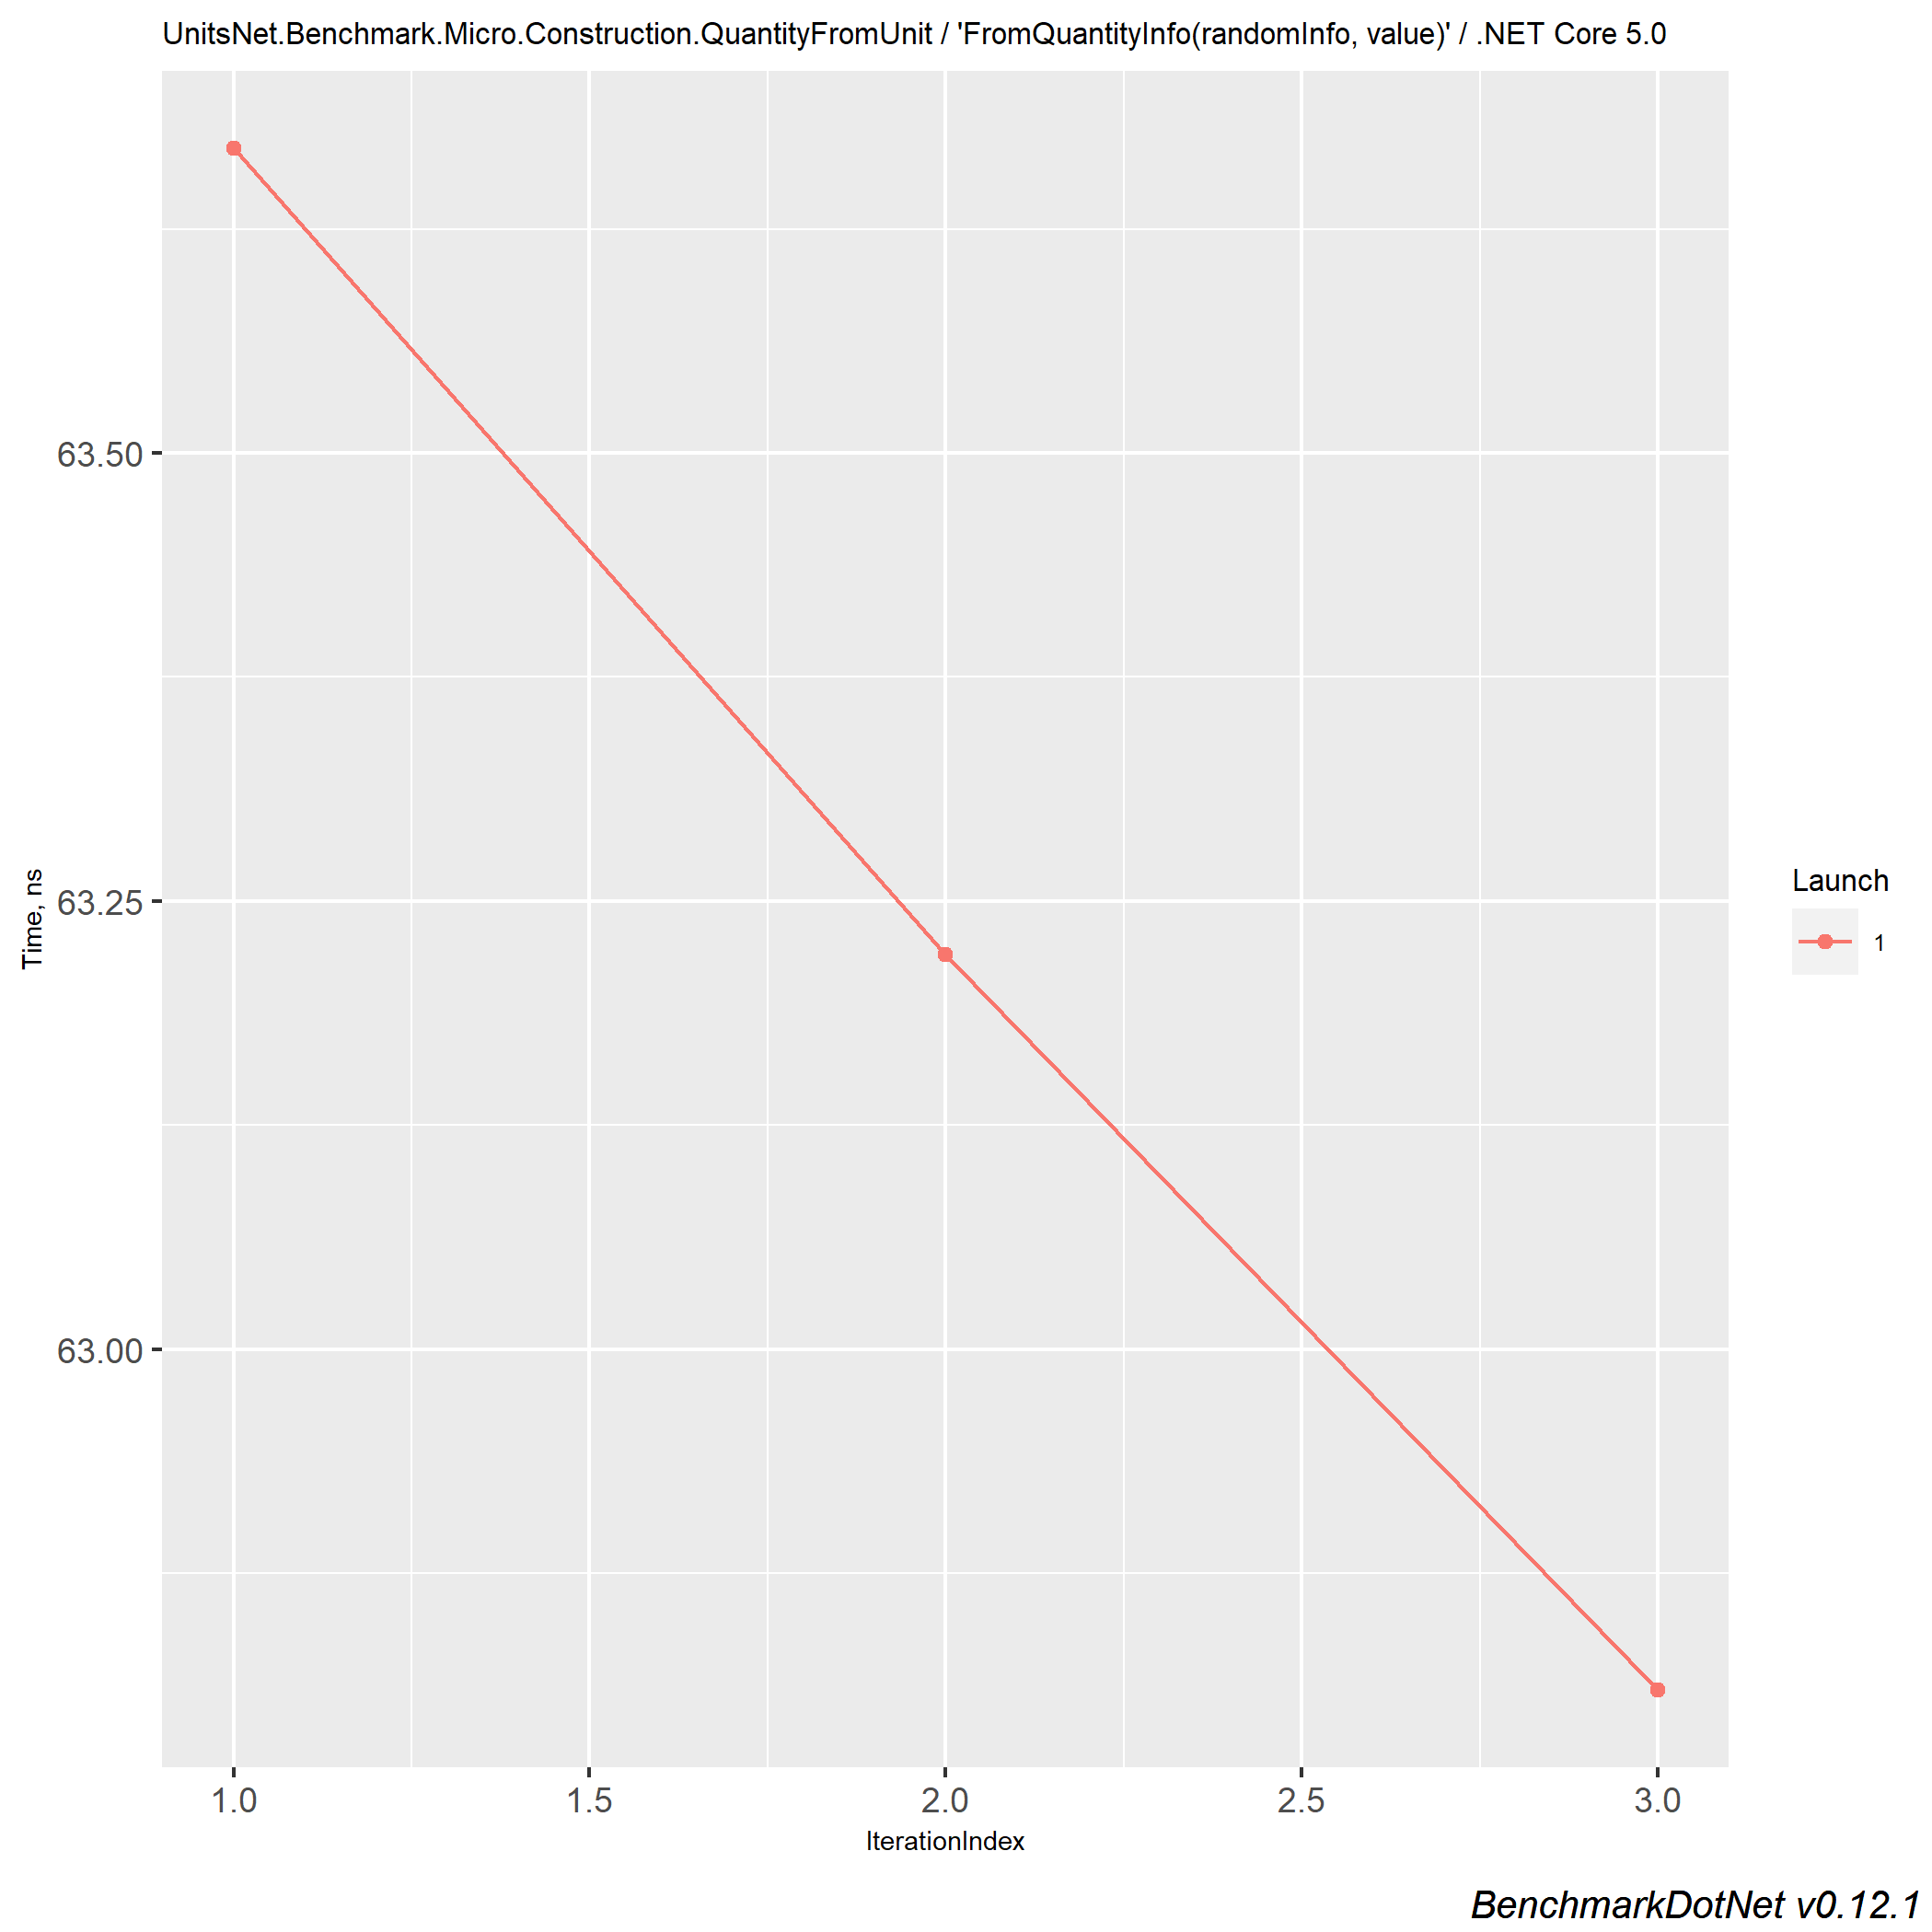 UnitsNet.Benchmark.Micro.Construction.QuantityFromUnit / 'FromQuantityInfo(randomInfo, value)' / .NET Core 5.0
63.50
63.25
63.00
Time, ns
1.0 1.5 2.0 2.5 3.0
IterationIndex
Launch
1
BenchmarkDotNet v0.12.1